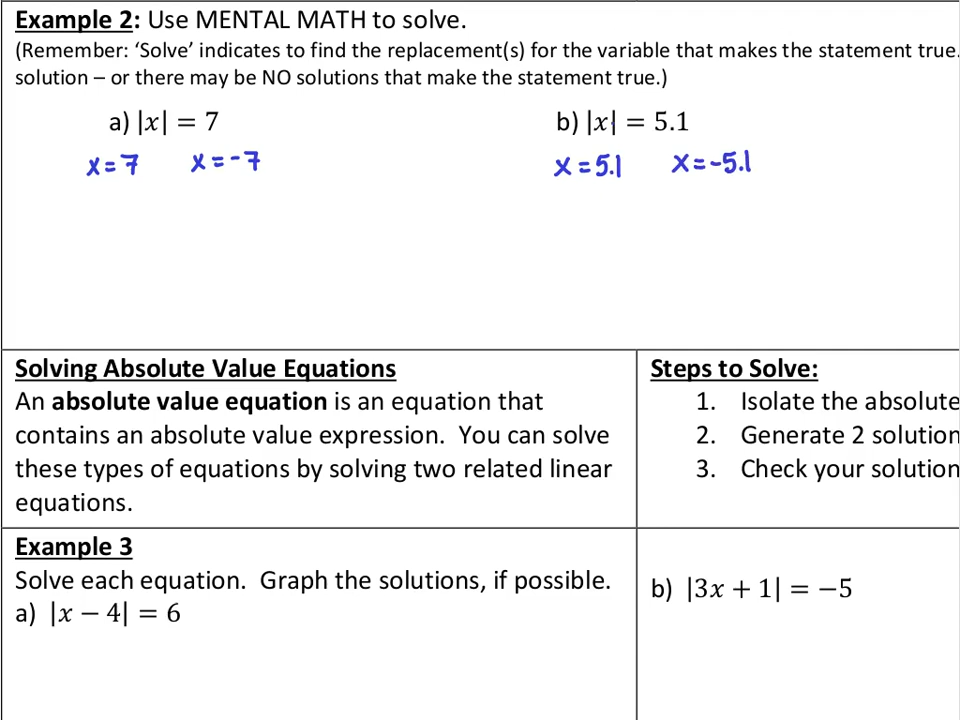 Example 2: Use MENTAL MATH to solve.
(Remember: ‘Solve’ indicates to find the replacement(s) for the variable that makes the statement true.
solution – or there may be NO solutions that make the statement true.)
a) |x| = 7
b) |x| = 5.1
x = 7 x = -7
x = 5.1 x = -5.1
Solving Absolute Value Equations
An absolute value equation is an equation that
contains an absolute value expression. You can solve
these types of equations by solving two related linear
equations.
Steps to Solve:
1. Isolate the absolute
2. Generate 2 solution
3. Check your solution
Example 3
Solve each equation. Graph the solutions, if possible.
a) |x − 4| = 6
b) |3x + 1| = −5